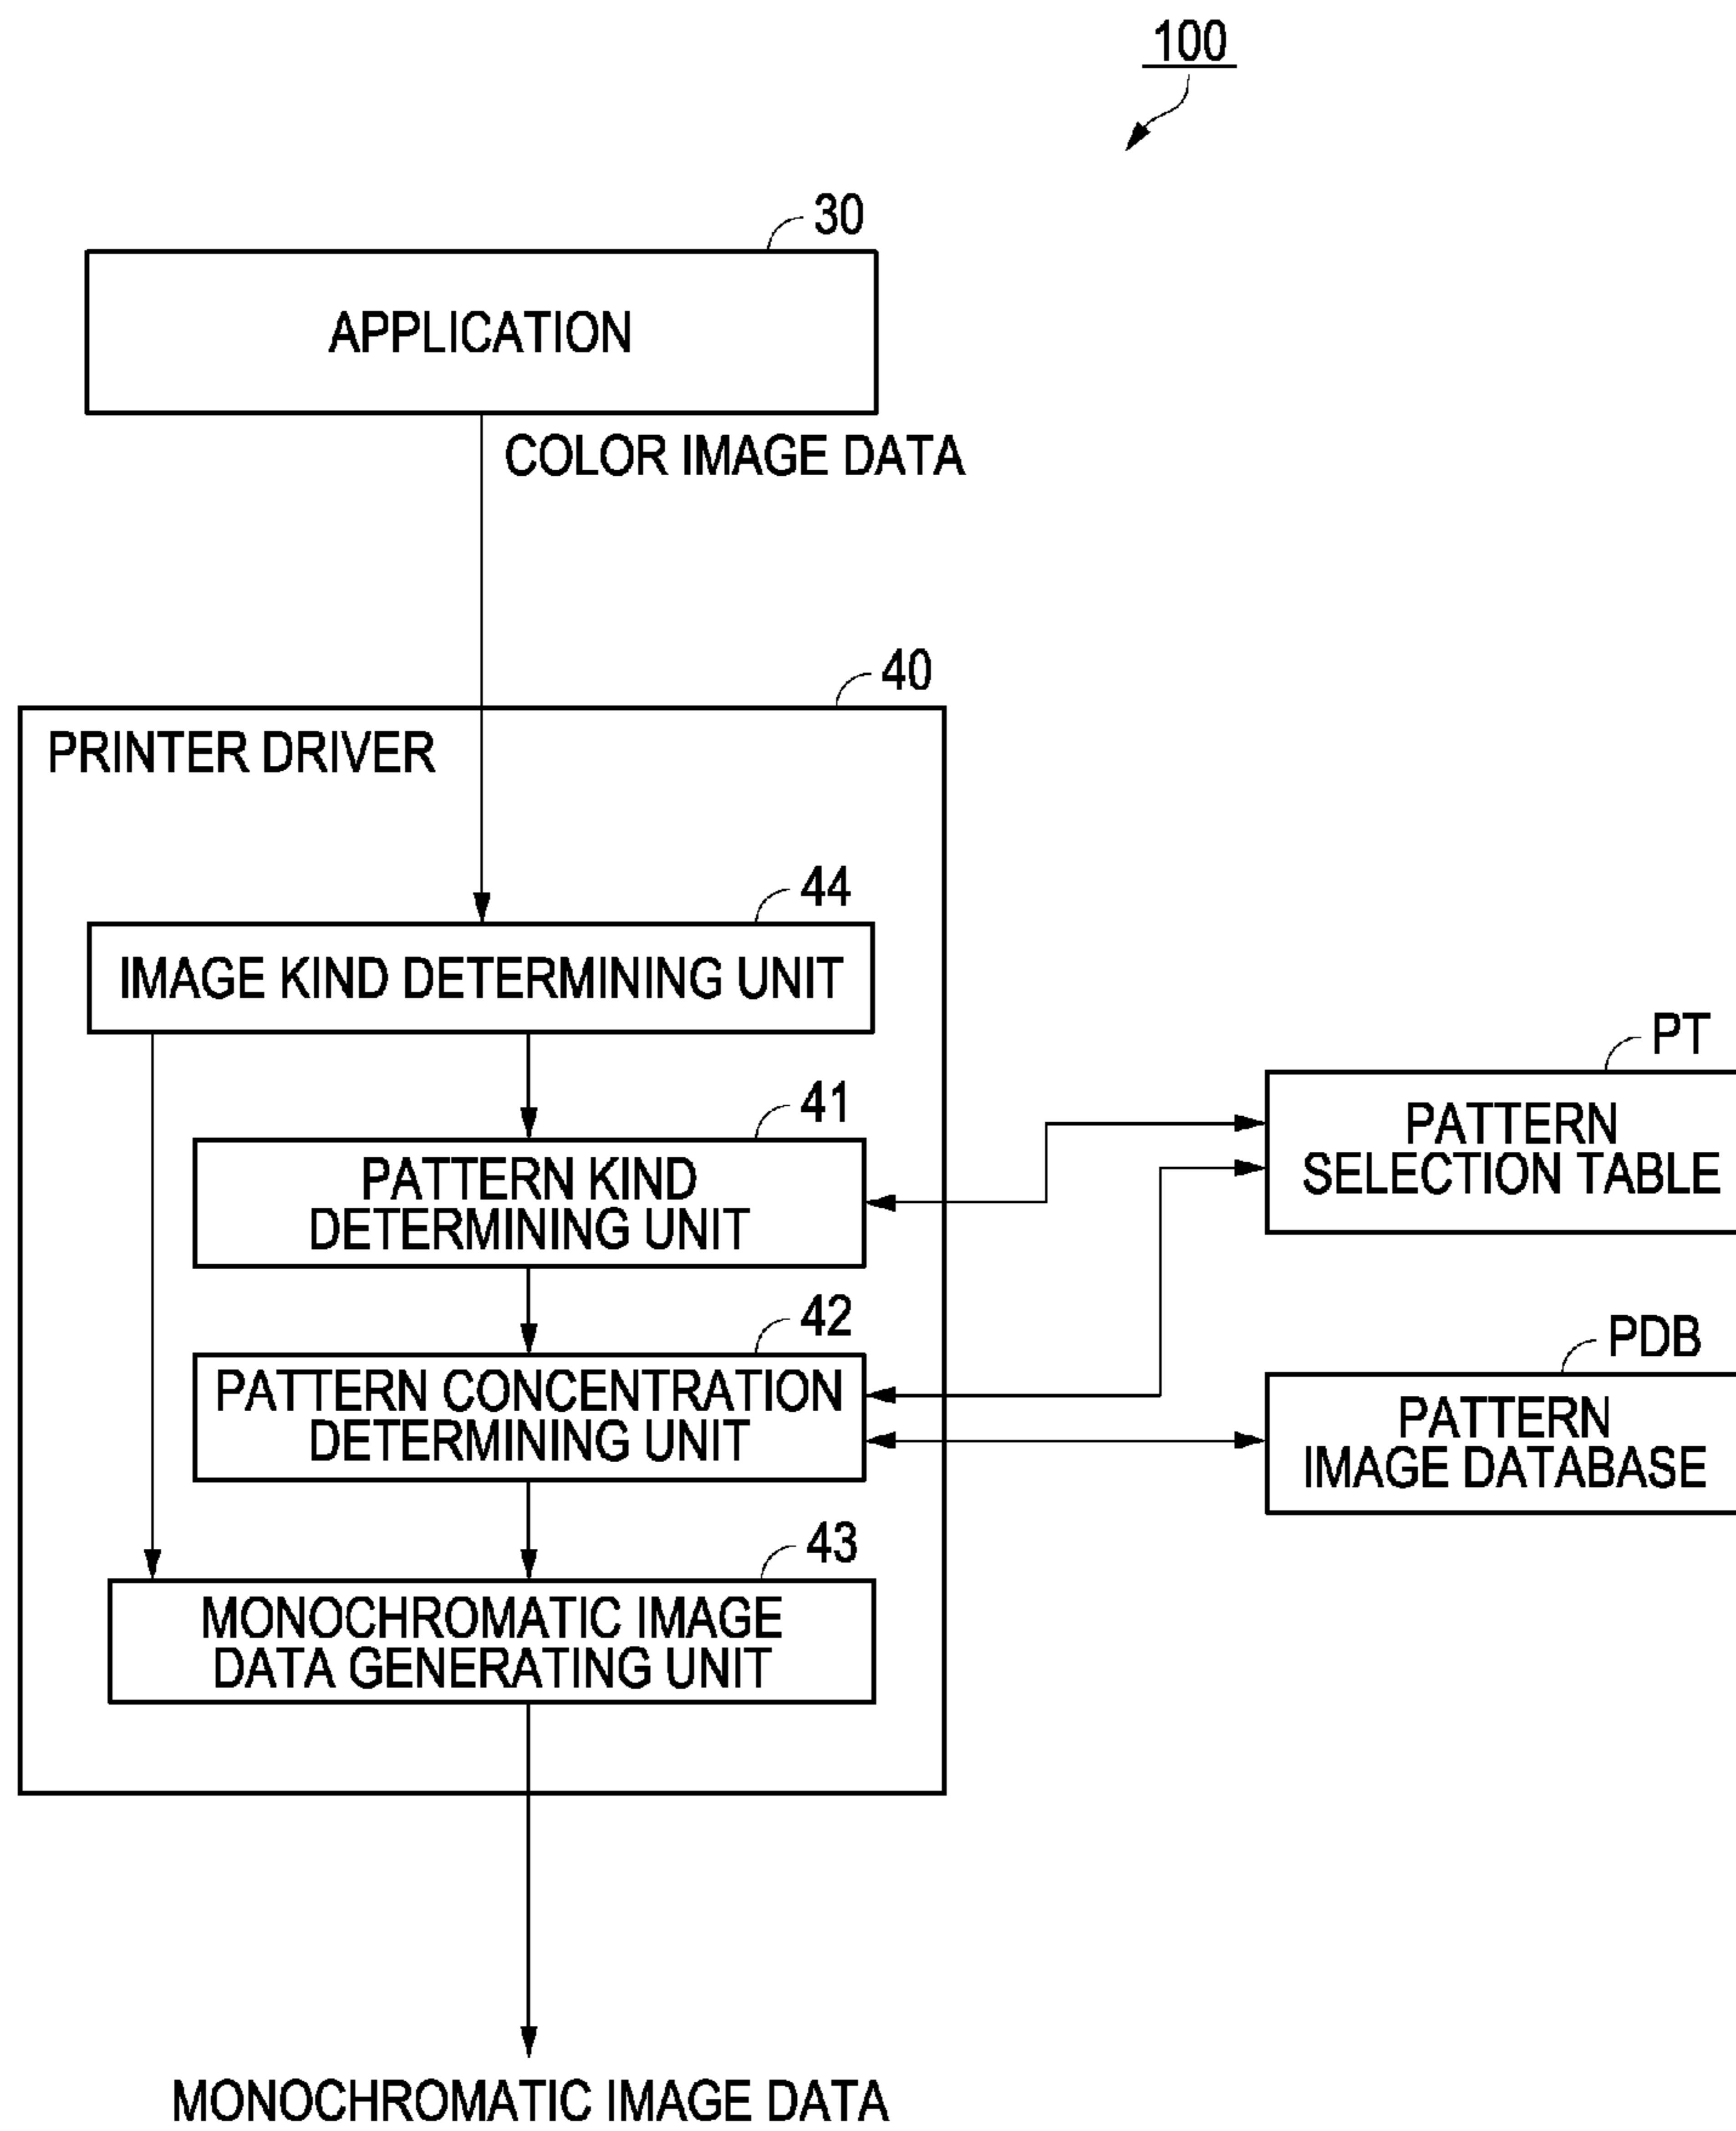 100
30
APPLICATION
COLOR IMAGE DATA
40
PRINTER DRIVER
44
IMAGE KIND DETERMINING UNIT
41
PATTERN KIND
DETERMINING UNIT
PT
PATTERN
SELECTION TABLE
42
PATTERN CONCENTRATION
DETERMINING UNIT
PDB
PATTERN
IMAGE DATABASE
43
MONOCHROMATIC IMAGE
DATA GENERATING UNIT
MONOCHROMATIC IMAGE DATA